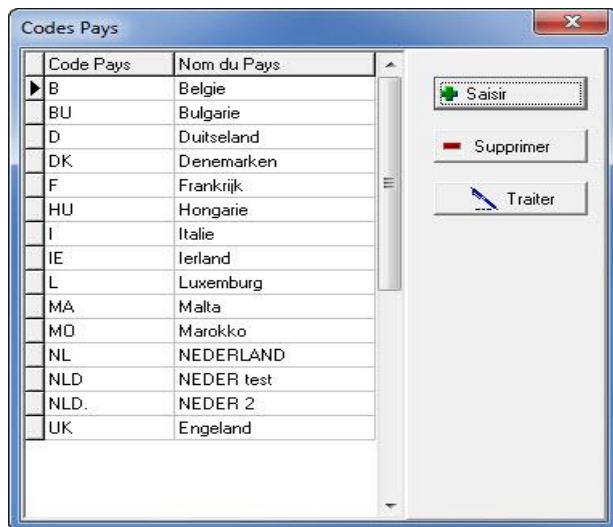 Codes Pays
Code Pays Nom du Pays
B Belgie
BU Bulgarie
D Duitseland
DK Denemarken
F Frankrijk
HU Hongarie
I Italie
IE Ierland
L Luxemburg
MA Malta
MO Marokko
NL NEDERLAND
NLD NEDER test
NLD. NEDER 2
UK Engeland
Saisir
Supprimer
Traiter